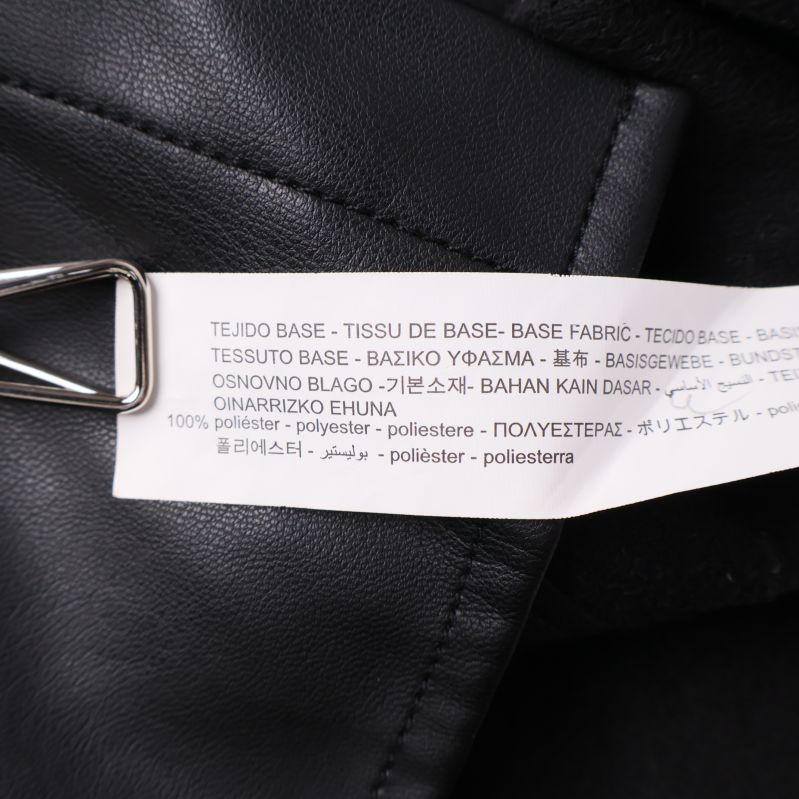 TEJIDO BASE - TISSU DE BASE- BASE FABRIC - TECIDO BASE -
TESSUTO BASE - ΒΑΣΙΚΟ ΥΦΑΣΜΑ - 基布 - BASISGEWEBE -
OSNOVNO BLAGO -기본소재- BAHAN KAIN DASAR - النسيج الأساسي -
OINARRIZKO EHUNA
100% poliéster - polyester - poliestere - ΠΟΛΥΕΣΤΕΡΑΣ - ポリエステル -
폴리에스터 - بوليستير - polièster - poliesterra